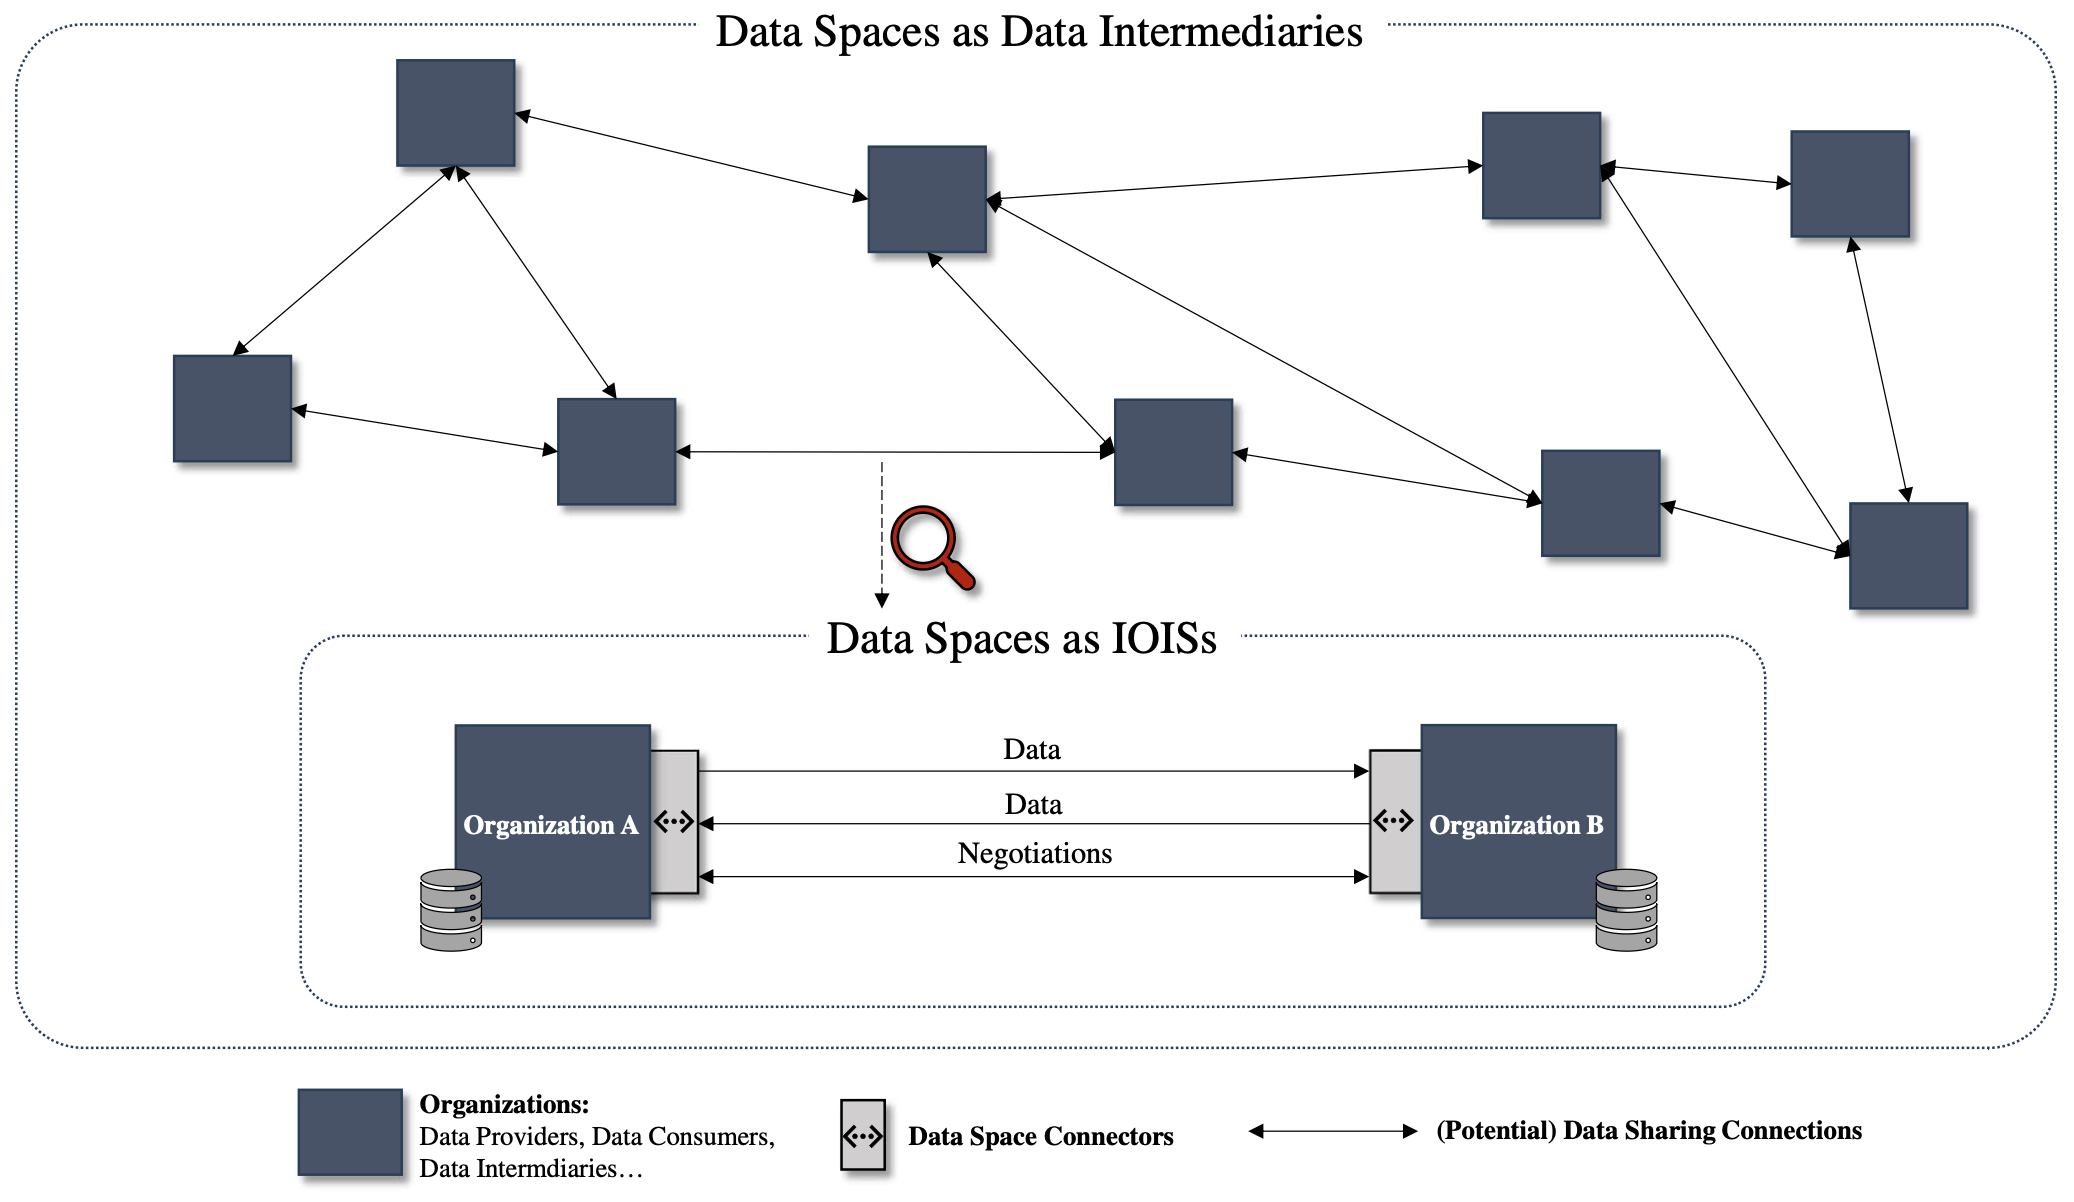 Data Spaces as Data Intermediaries
Data Spaces as IOISs
Data
Organization A
Data
Organization B
Negotiations
Organizations:
Data Providers, Data Consumers,
Data Intermdiaries…
Data Space Connectors
(Potential) Data Sharing Connections